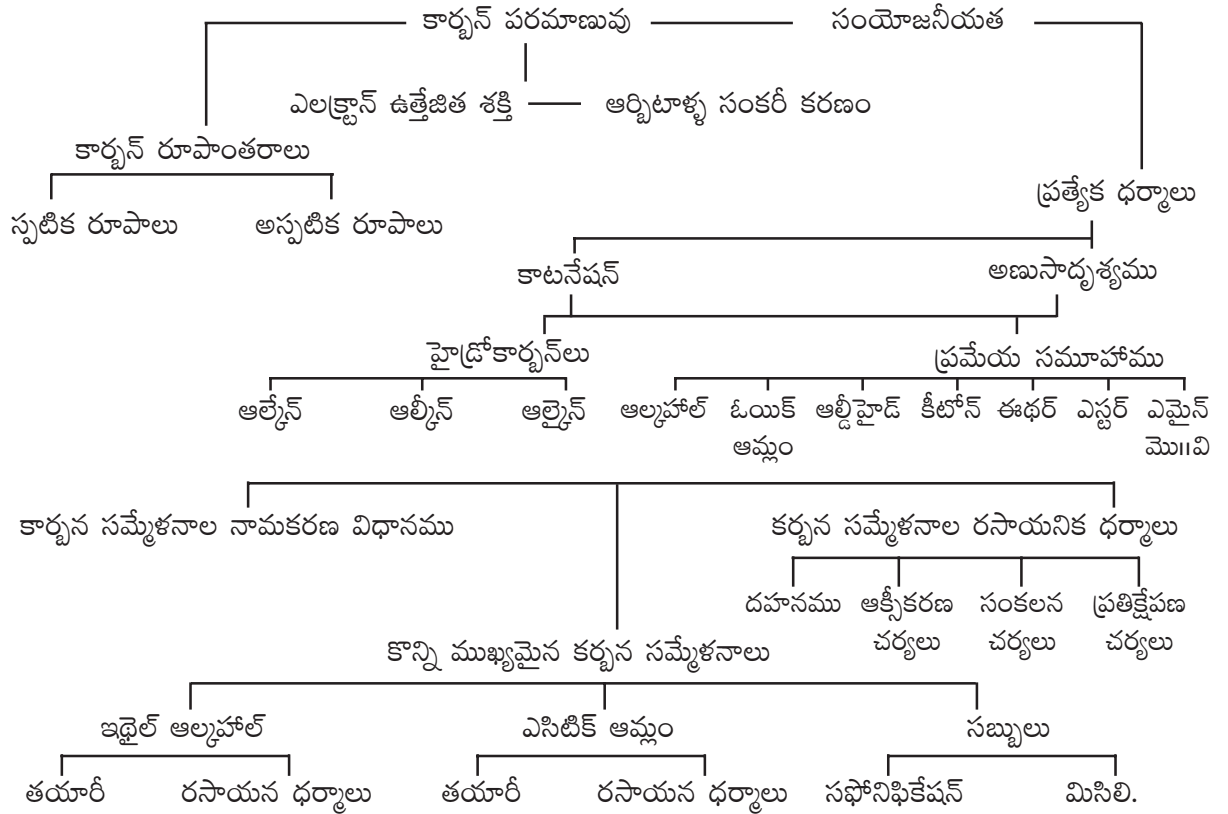 కార్బన్ పరమాణువు సంయోజనీయత
ఎలక్ట్రాన్ ఉత్తేజిత శక్తి ఆర్బిటాళ్ళ సంకరీ కరణం
కార్బన్ రూపాంతరాలు
ప్రత్యేక ధర్మాలు
స్పటిక రూపాలు అస్పటిక రూపాలు
కాటనేషన్ అణుసాదృశ్యము
హైడ్రోకార్బన్‌లు ప్రమేయ సమూహాము
ఆల్కేన్ ఆల్కీన్ ఆల్కైన్ ఆల్కహాల్ ఓయిక్ ఆల్డీహైడ్ కీటోన్ ఈథర్ ఎస్టర్ ఎమైన్
ఆమ్లం మొ॥వి
కార్బన సమ్మేళనాల నామకరణ విధానము కర్బన సమ్మేళనాల రసాయనిక ధర్మాలు
దహనము ఆక్సీకరణ సంకలన ప్రతిక్షేపణ
చర్యలు చర్యలు చర్యలు
కొన్ని ముఖ్యమైన కర్బన సమ్మేళనాలు
ఇథైల్ ఆల్కహాల్ ఎసిటిక్ ఆమ్లం సబ్బులు
తయారీ రసాయన ధర్మాలు తయారీ రసాయన ధర్మాలు సఫోనిఫికేషన్ మిసిలి.